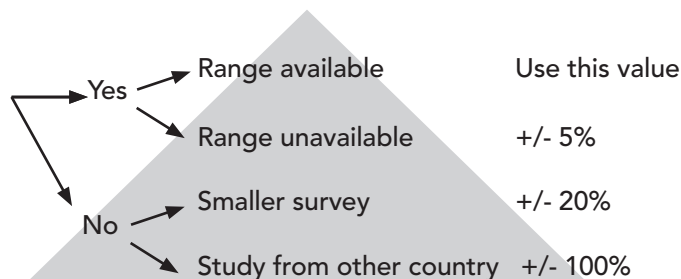 Range available Use this value
Yes
Range unavailable +/- 5%
Smaller survey +/- 20%
No
Study from other country +/- 100%